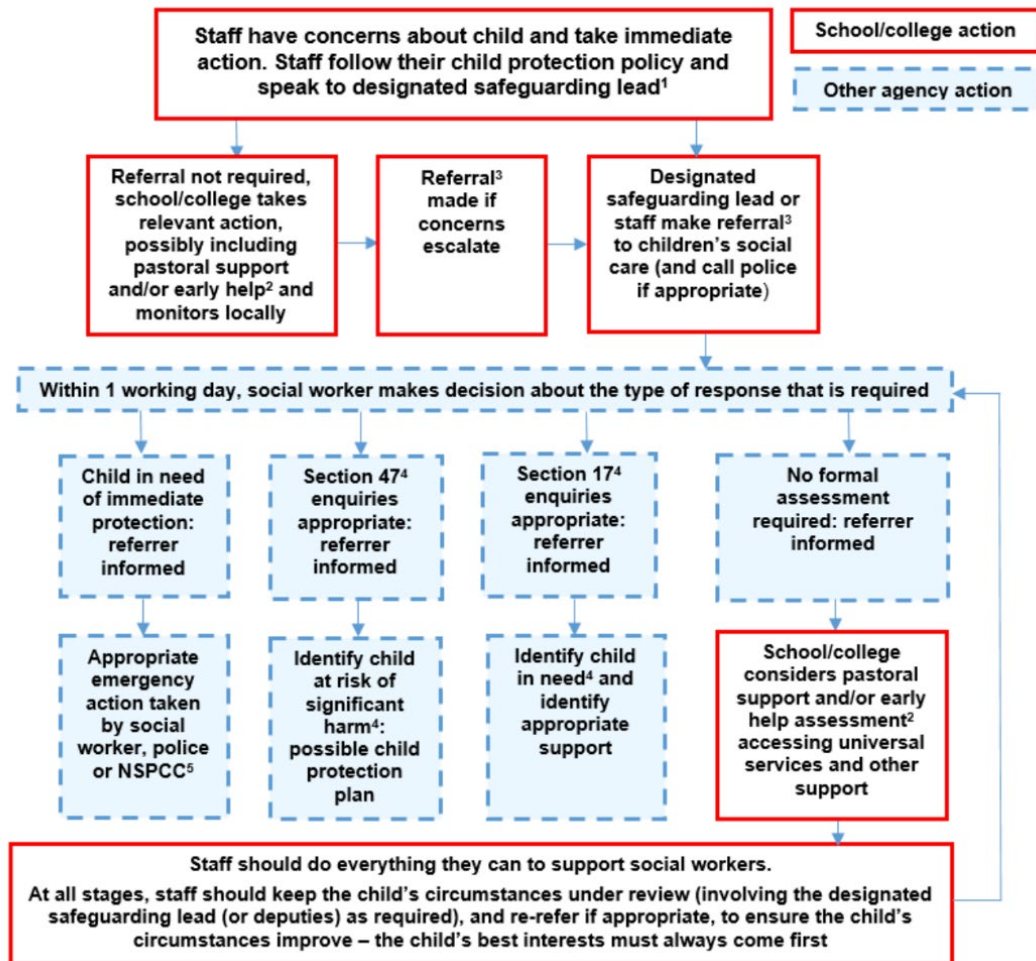 Staff have concerns about child and take immediate
action. Staff follow their child protection policy and
speak to designated safeguarding lead¹
School/college action
Other agency action
Referral not required,
school/college takes
relevant action,
possibly including
pastoral support
and/or early help² and
monitors locally
Referral³
made if
concerns
escalate
Designated
safeguarding lead or
staff make referral³
to children’s social
care (and call police
if appropriate)
Within 1 working day, social worker makes decision about the type of response that is required
Child in need
of immediate
protection:
referrer
informed
Section 47⁴
enquiries
appropriate:
referrer
informed
Section 17⁴
enquiries
appropriate:
referrer
informed
No formal
assessment
required: referrer
informed
Appropriate
emergency
action taken
by social
worker, police
or NSPCC⁵
Identify child
at risk of
significant
harm⁴:
possible child
protection
plan
Identify child
in need⁴ and
identify
appropriate
support
School/college
considers pastoral
support and/or early
help assessment²
accessing universal
services and other
support
Staff should do everything they can to support social workers.
At all stages, staff should keep the child’s circumstances under review (involving the designated
safeguarding lead (or deputies) as required), and re-refer if appropriate, to ensure the child’s
circumstances improve – the child’s best interests must always come first